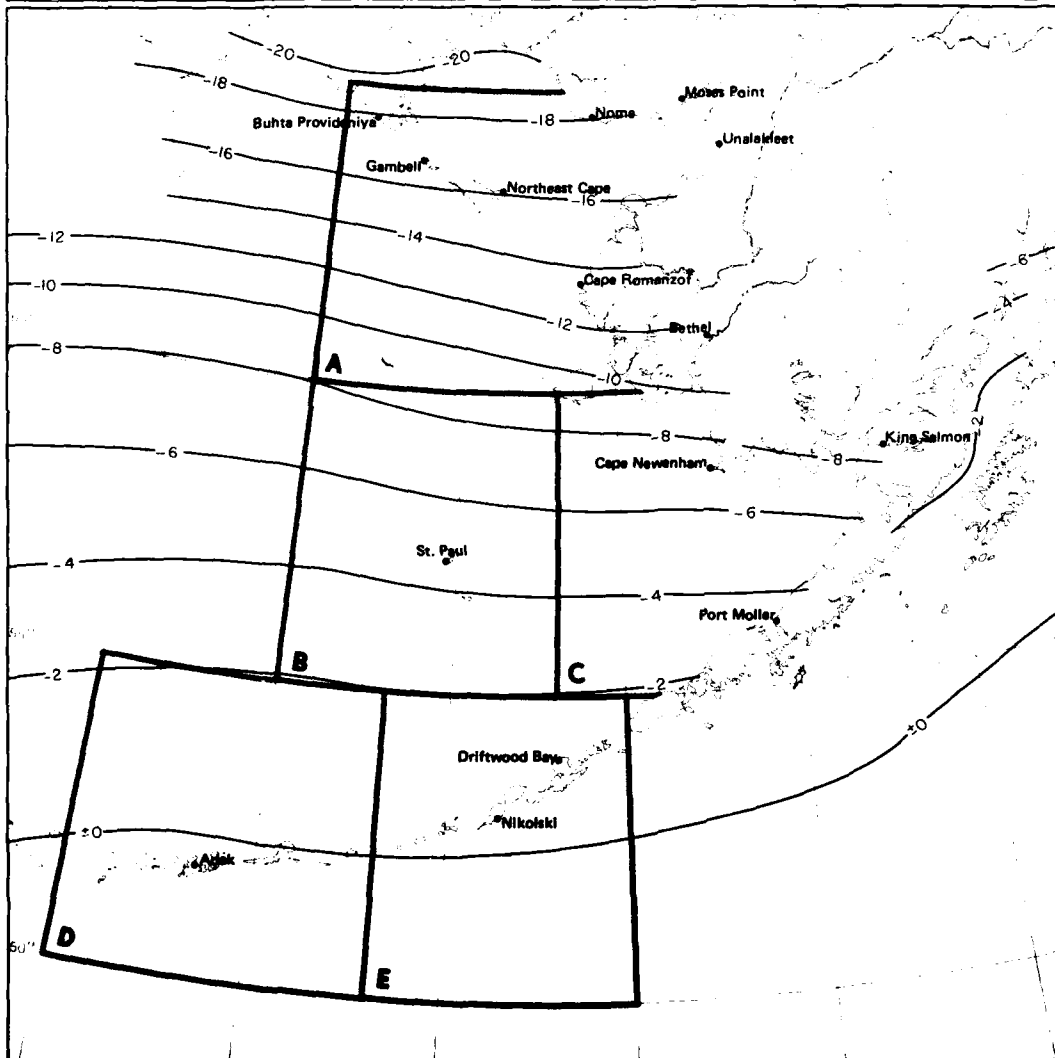 -20
-20
-18
Moses Point
Buhta Provideniya
-18
Nome
Unalakleet
-16
Gambell
Northeast Cape
-16
-12
-14
-6
-10
Cape Romanzof
-4
-12
Bethel
-8
A
-10
-2
-8
King Salmon
-6
Cape Newenham
-8
-6
St. Paul
-4
-4
Port Moller
B
-2
C
-2
±0
Driftwood Bay
±0
Nikolski
Adak
50°
D
E